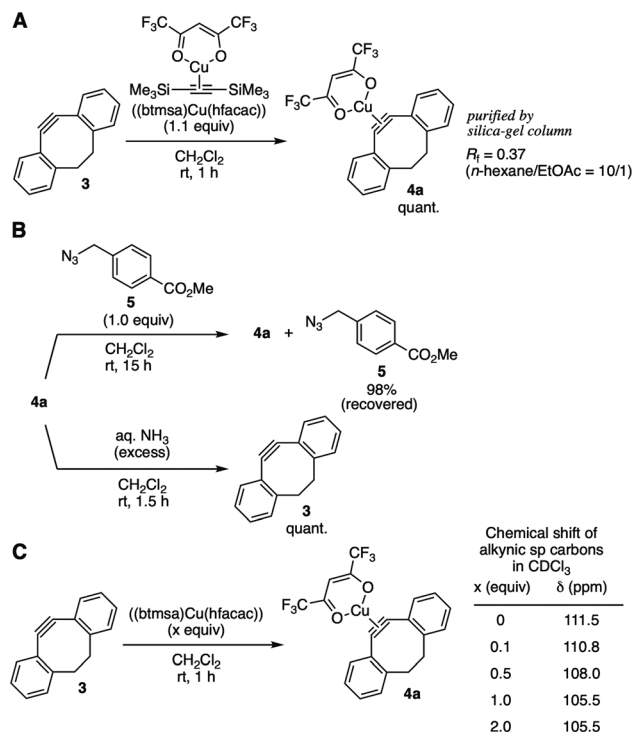 A
F₃C
CF₃
O
O
Cu
Me₃Si
SiMe₃
((btmsa)Cu(hfacac))
(1.1 equiv)
CH₂Cl₂
rt, 1 h
3
CF₃
O
F₃C
Cu
O
4a
quant.
purified by
silica-gel column
Rf = 0.37
(n-hexane/EtOAc = 10/1)
B
N₃
CO₂Me
5
(1.0 equiv)
CH₂Cl₂
rt, 15 h
4a + N₃
CO₂Me
5
98%
(recovered)
4a
aq. NH₃
(excess)
CH₂Cl₂
rt, 1.5 h
3
quant.
C
((btmsa)Cu(hfacac))
(x equiv)
CH₂Cl₂
rt, 1 h
3
CF₃
O
F₃C
Cu
O
4a
Chemical shift of
alkynic sp carbons
in CDCl₃
x (equiv) δ (ppm)
0 111.5
0.1 110.8
0.5 108.0
1.0 105.5
2.0 105.5